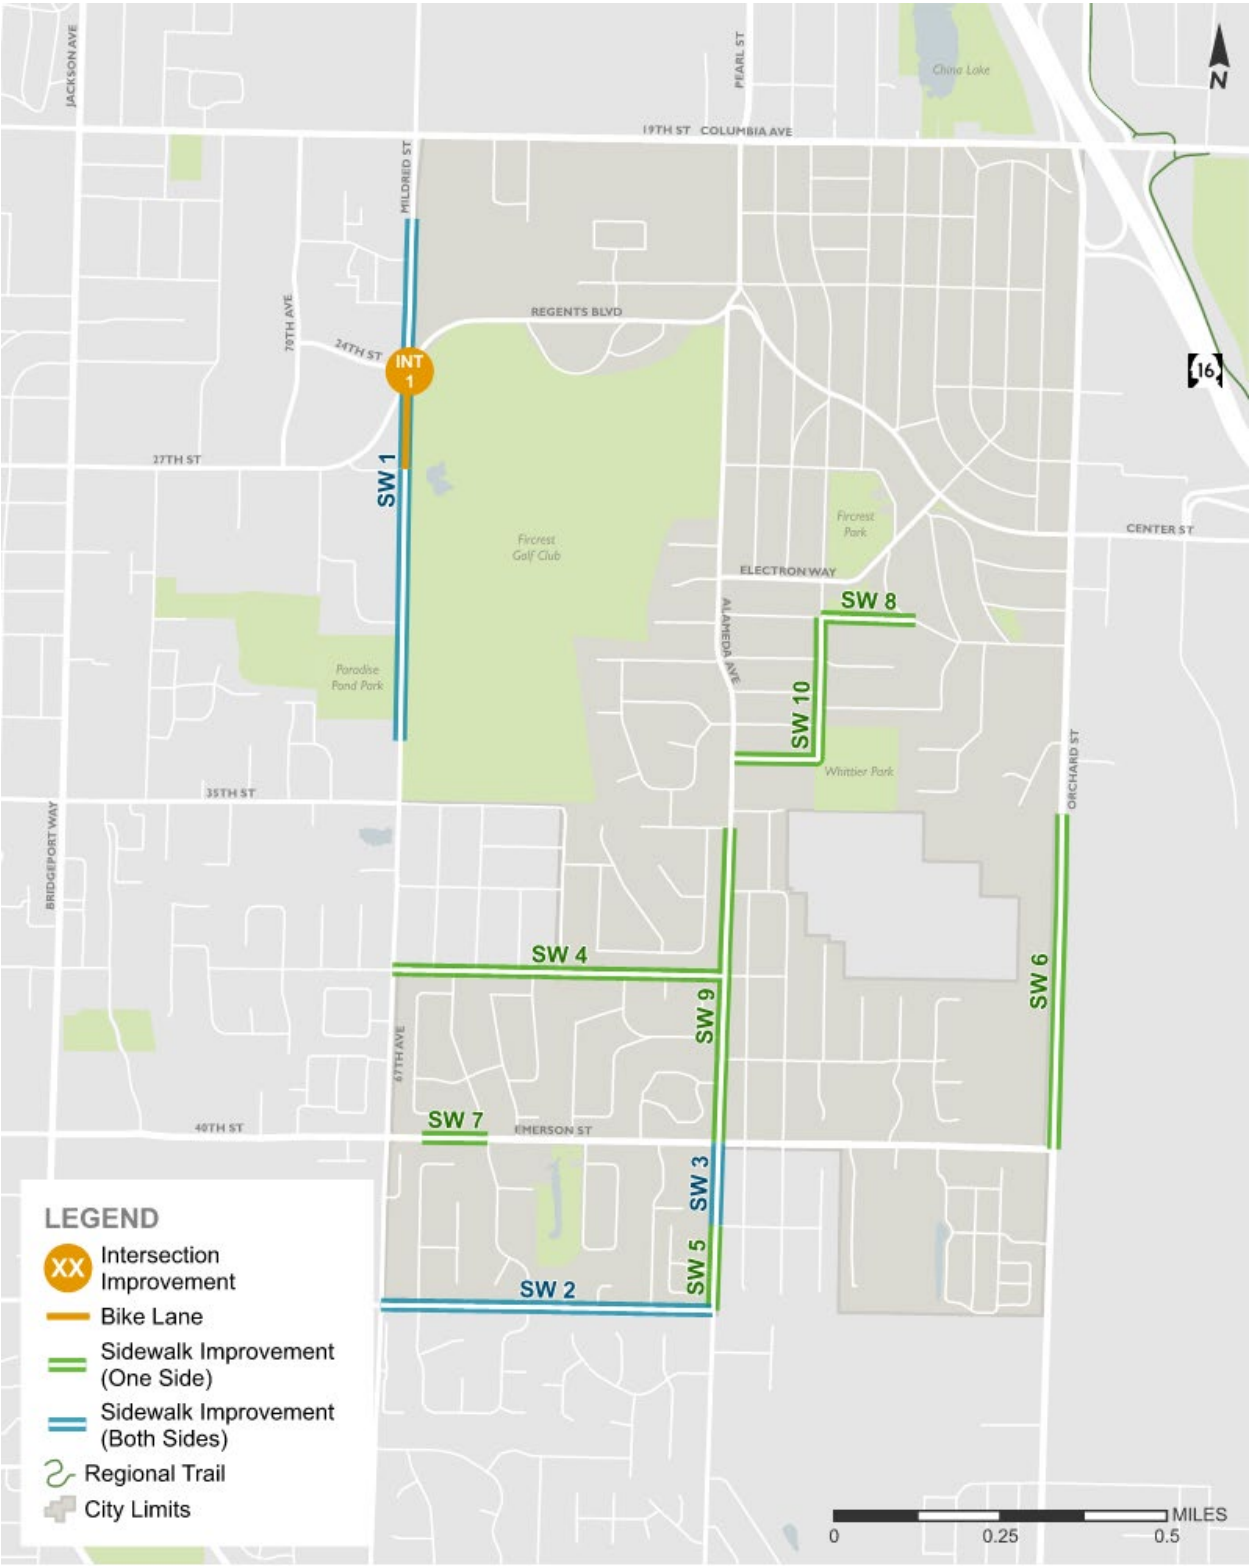 JACKSON AVE
PEARL ST
China Lake
N
19TH ST
COLUMBIA AVE
MILDRED ST
70TH AVE
REGENTS BLVD
24TH ST
INT
1
16
27TH ST
SW 1
Fircrest
Golf Club
Fircrest
Park
CENTER ST
ELECTRON WAY
SW 8
ALAMEDA AVE
Paradise
Pond Park
SW 10
Whittier Park
ORCHARD ST
35TH ST
BRIDGEPORT WAY
SW 4
SW 6
SW 9
67TH AVE
SW 7
40TH ST
EMERSON ST
SW 3
SW 5
SW 2
LEGEND
XX
Intersection
Improvement
Bike Lane
Sidewalk Improvement
(One Side)
Sidewalk Improvement
(Both Sides)
Regional Trail
City Limits
MILES
0
0.25
0.5